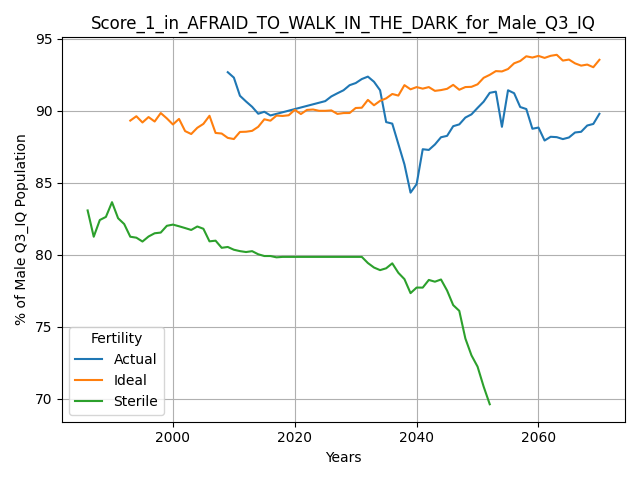 Score_1_in_AFRAID_TO_WALK_IN_THE_DARK_for_Male_Q3_IQ
% of Male Q3_IQ Population
95
90
85
80
75
70
Fertility
Actual
Ideal
Sterile
2000
2020
2040
2060
Years